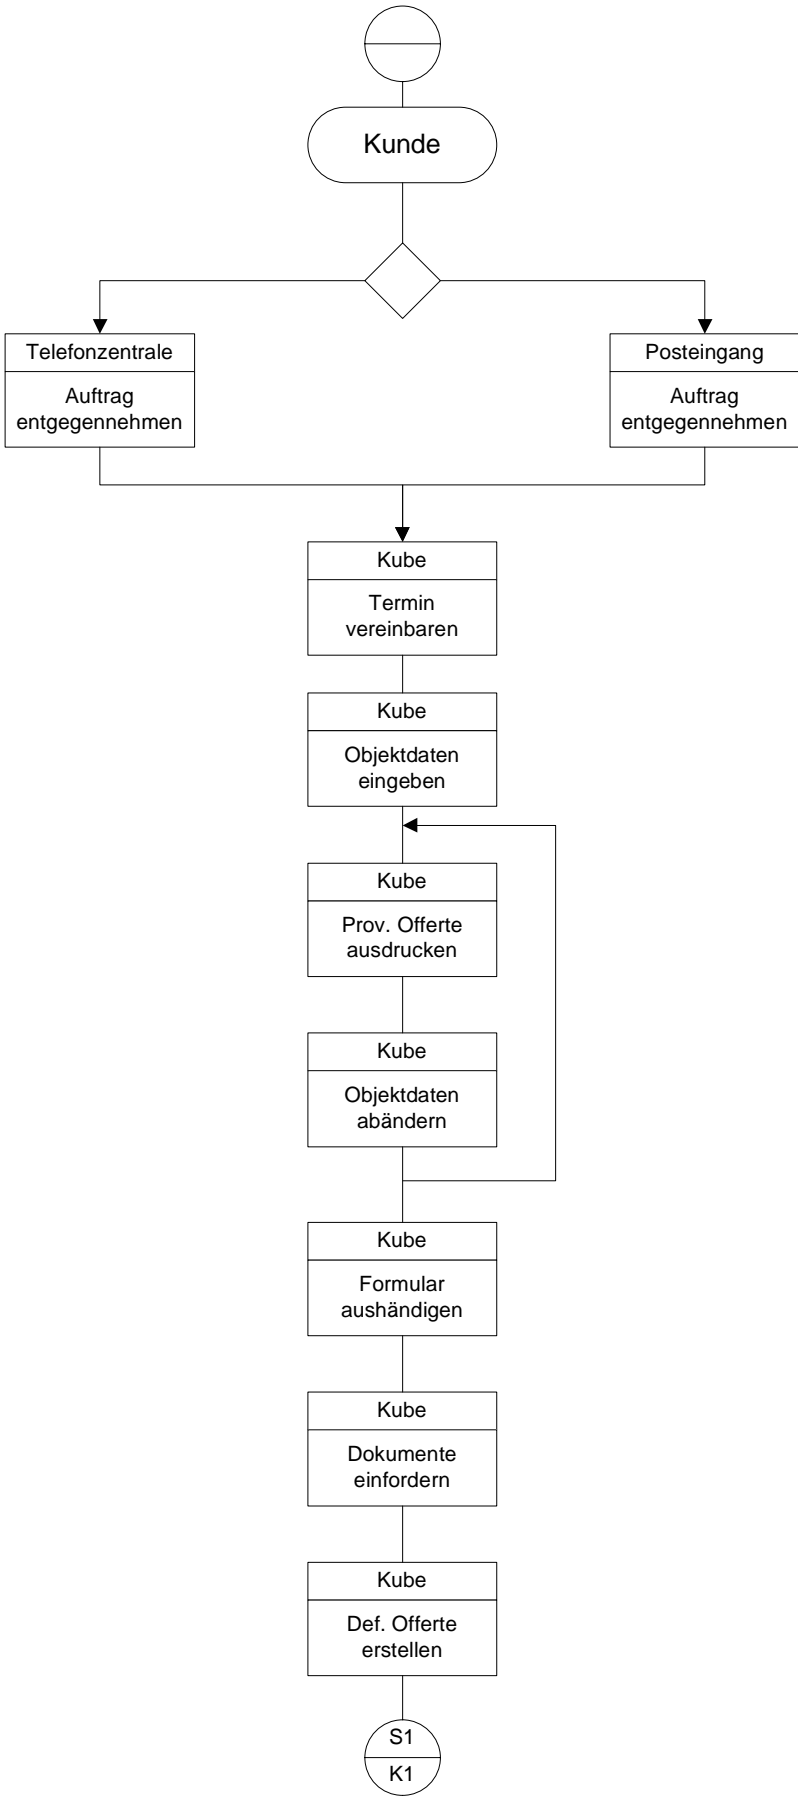 Kunde
Telefonzentrale
Auftrag
entgegennehmen
Posteingang
Auftrag
entgegennehmen
Kube
Termin
vereinbaren
Kube
Objektdaten
eingeben
Kube
Prov. Offerte
ausdrucken
Kube
Objektdaten
abändern
Kube
Formular
aushändigen
Kube
Dokumente
einfordern
Kube
Def. Offerte
erstellen
S1
K1